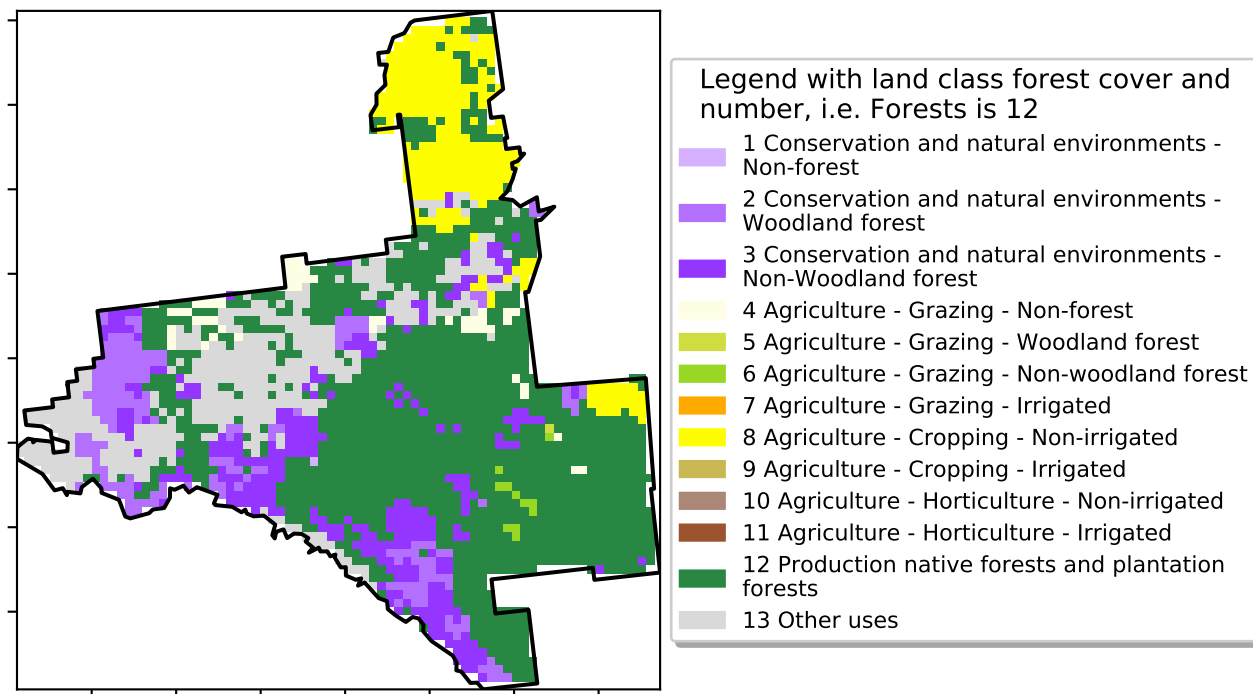 Legend with land class forest cover and
number, i.e. Forests is 12
1 Conservation and natural environments -
Non-forest
2 Conservation and natural environments -
Woodland forest
3 Conservation and natural environments -
Non-Woodland forest
4 Agriculture - Grazing - Non-forest
5 Agriculture - Grazing - Woodland forest
6 Agriculture - Grazing - Non-woodland forest
7 Agriculture - Grazing - Irrigated
8 Agriculture - Cropping - Non-irrigated
9 Agriculture - Cropping - Irrigated
10 Agriculture - Horticulture - Non-irrigated
11 Agriculture - Horticulture - Irrigated
12 Production native forests and plantation
forests
13 Other uses